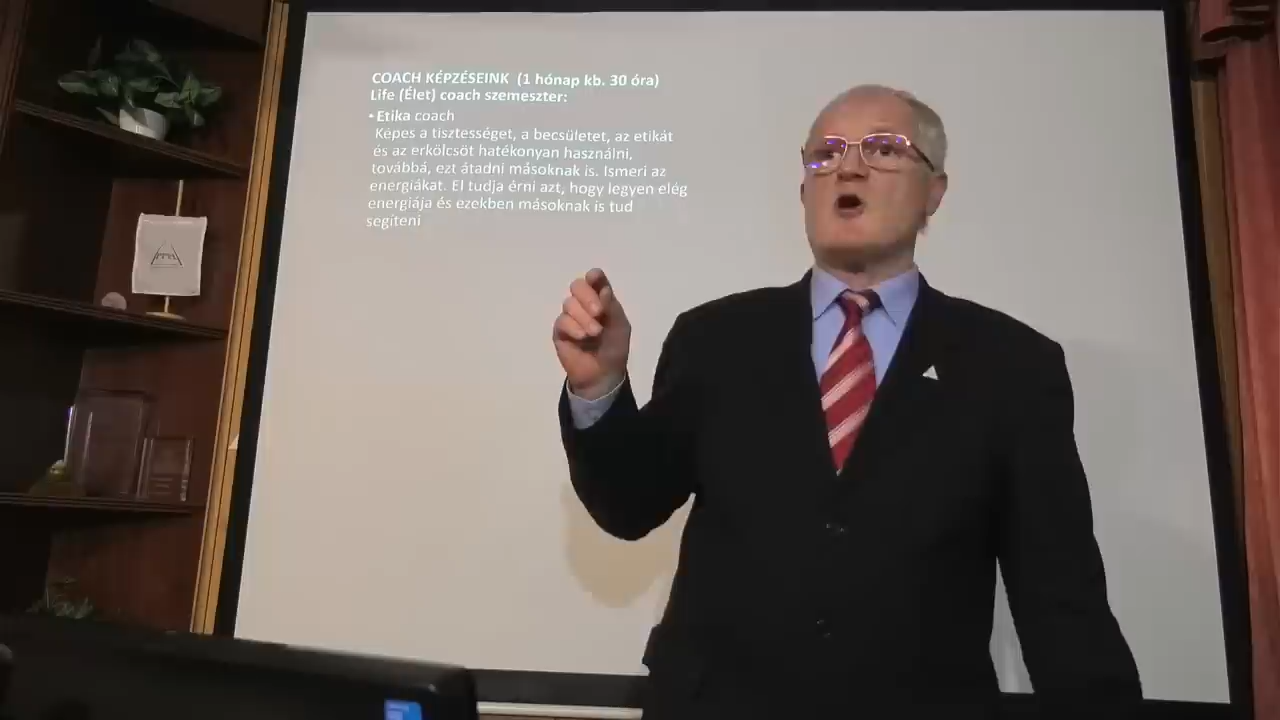 COACH KÉPZÉSEINK (1 hónap kb. 30 óra)
Life (Élet) coach szemeszter:
• Etika coach
Képes a tisztességet, a becsületet, az etikát
és az erkölcsöt hatékonyan használni,
továbbá, ezt átadni másoknak is. Ismeri az
energiákat. El tudja érni azt, hogy legyen elég
energiája és ezekben másoknak is tud
segíteni